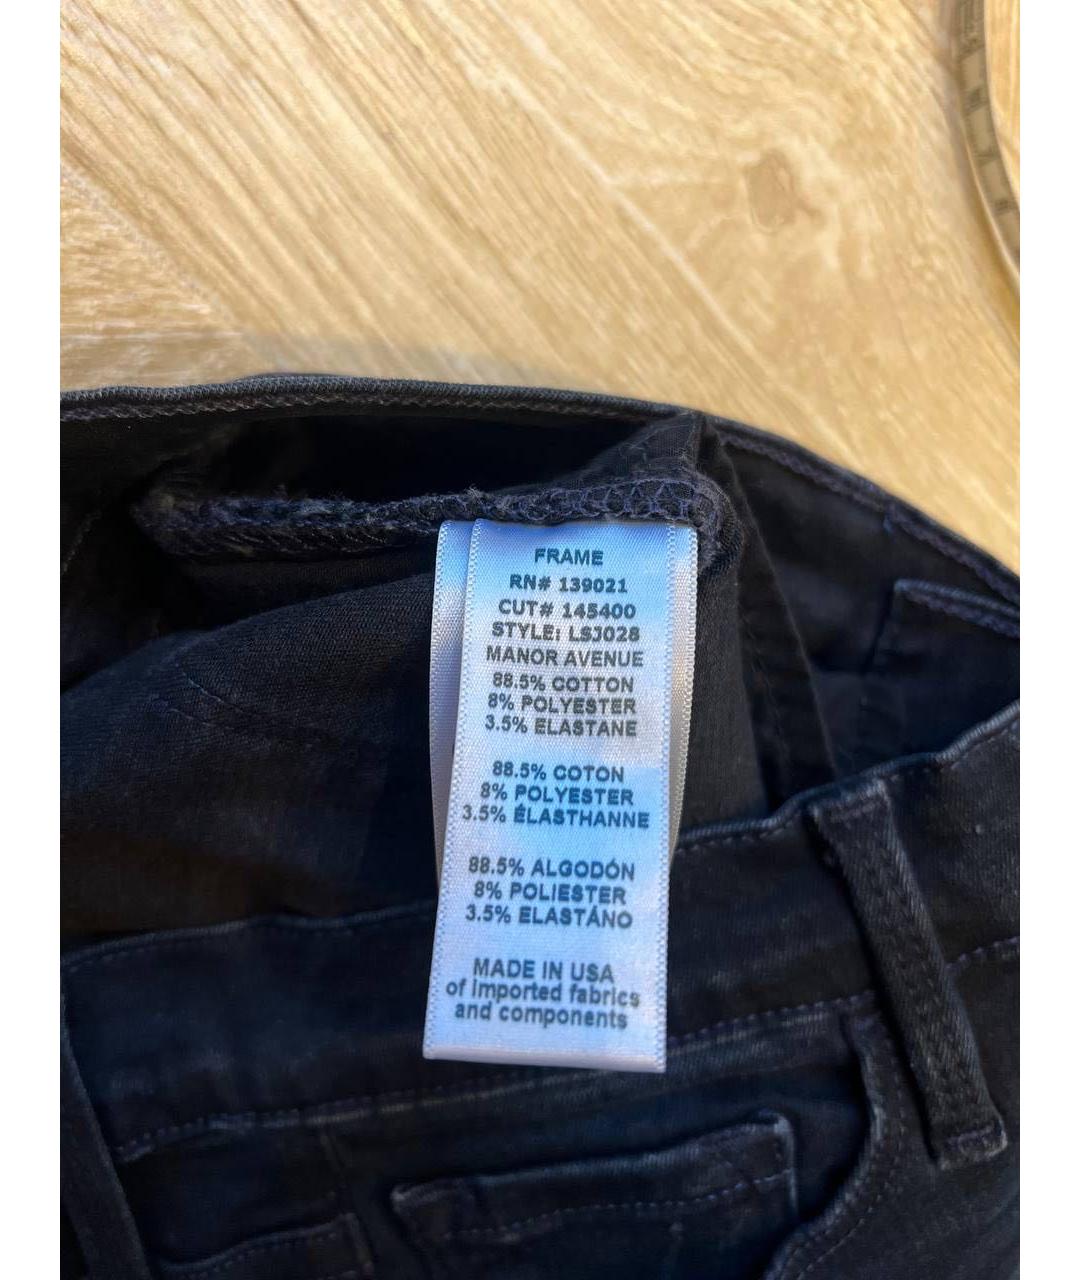 FRAME
RN# 139021
CUT# 145400
STYLE: LSJ028
MANOR AVENUE
88.5% COTTON
8% POLYESTER
3.5% ELASTANE
88.5% COTON
8% POLYESTER
3.5% ÉLASTHANNE
88.5% ALGODÓN
8% POLIESTER
3.5% ELASTÁNO
MADE IN USA
of imported fabrics
and components